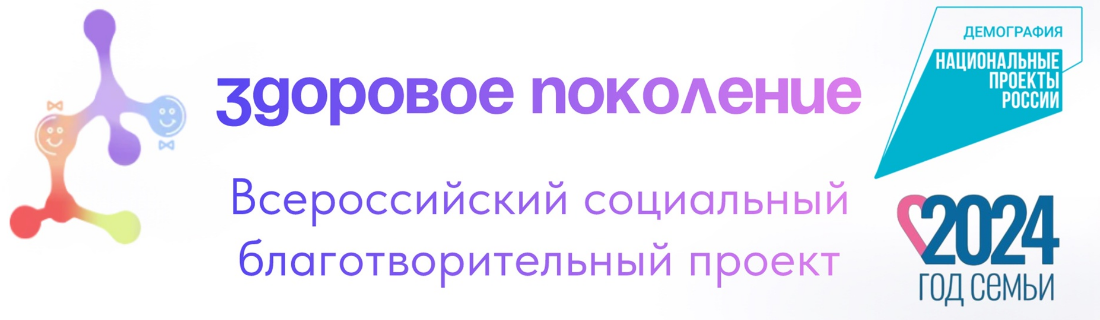 здоровое поколение
Всероссийский социальный
благотворительный проект
ДЕМОГРАФИЯ
НАЦИОНАЛЬНЫЕ
ПРОЕКТЫ
РОССИИ
2024
ГОД СЕМЬИ